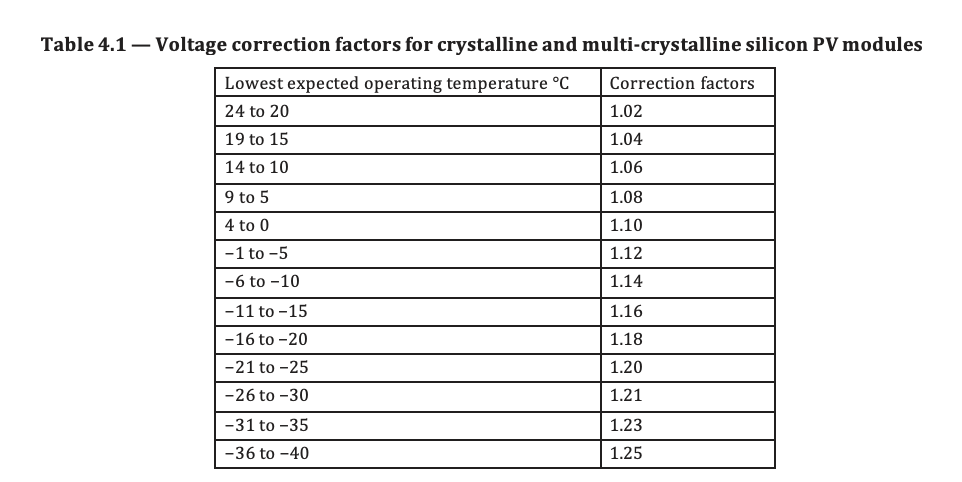 Table 4.1 — Voltage correction factors for crystalline and multi-crystalline silicon PV modules
Lowest expected operating temperature °C Correction factors
24 to 20 1.02
19 to 15 1.04
14 to 10 1.06
9 to 5 1.08
4 to 0 1.10
−1 to −5 1.12
−6 to −10 1.14
−11 to −15 1.16
−16 to −20 1.18
−21 to −25 1.20
−26 to −30 1.21
−31 to −35 1.23
−36 to −40 1.25